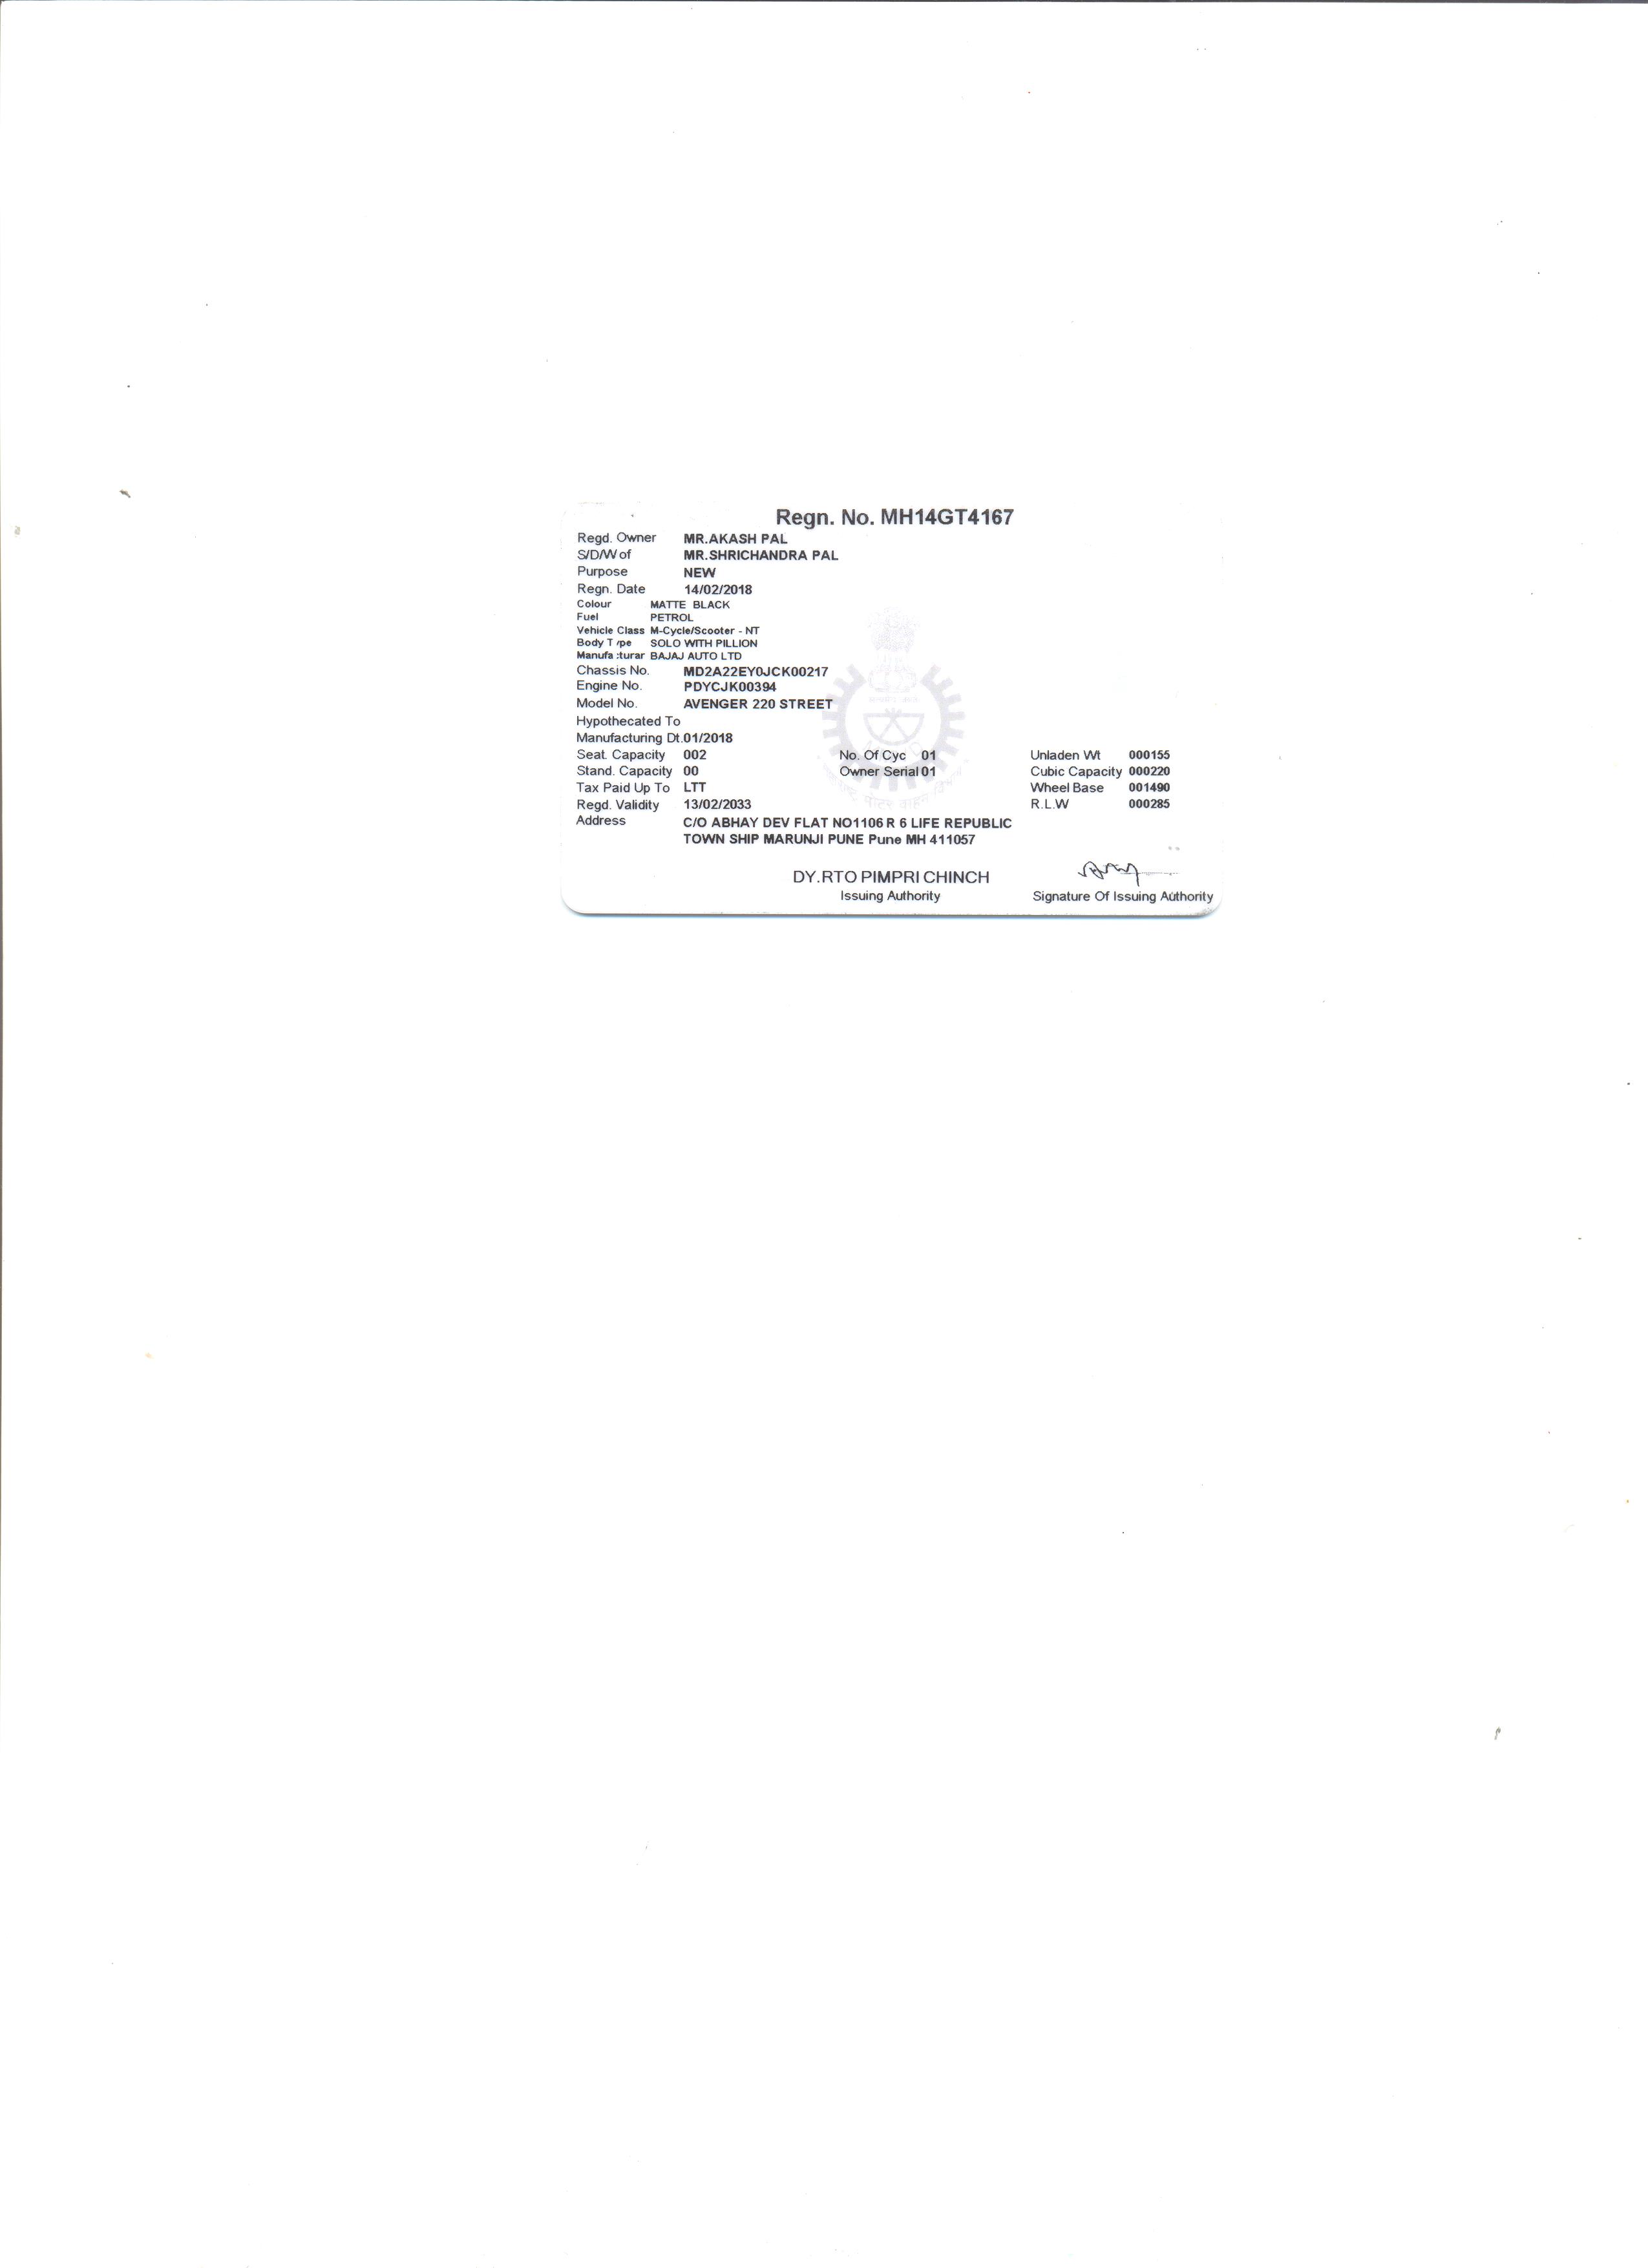 Regn. No. MH14GT4167
Regd. Owner MR.AKASH PAL
S/D/W of MR.SHRICHANDRA PAL
Purpose NEW
Regn. Date 14/02/2018
Colour MATTE BLACK
Fuel PETROL
Vehicle Class M-Cycle/Scooter - NT
Body T pe SOLO WITH PILLION
Manufa :turar BAJAJ AUTO LTD
Chassis No. MD2A22EY0JCK00217
Engine No. PDYCJK00394
Model No. AVENGER 220 STREET
Hypothecated To
Manufacturing Dt.01/2018
Seat. Capacity 002 No. Of Cyc 01 Unladen Wt 000155
Stand. Capacity 00 Owner Serial 01 Cubic Capacity 000220
Tax Paid Up To LTT Wheel Base 001490
Regd. Validity 13/02/2033 R.L.W 000285
Address C/O ABHAY DEV FLAT NO1106 R 6 LIFE REPUBLIC
TOWN SHIP MARUNJI PUNE Pune MH 411057
DY.RTO PIMPRI CHINCH
Issuing Authority Signature Of Issuing Authority
मोटर वाहन